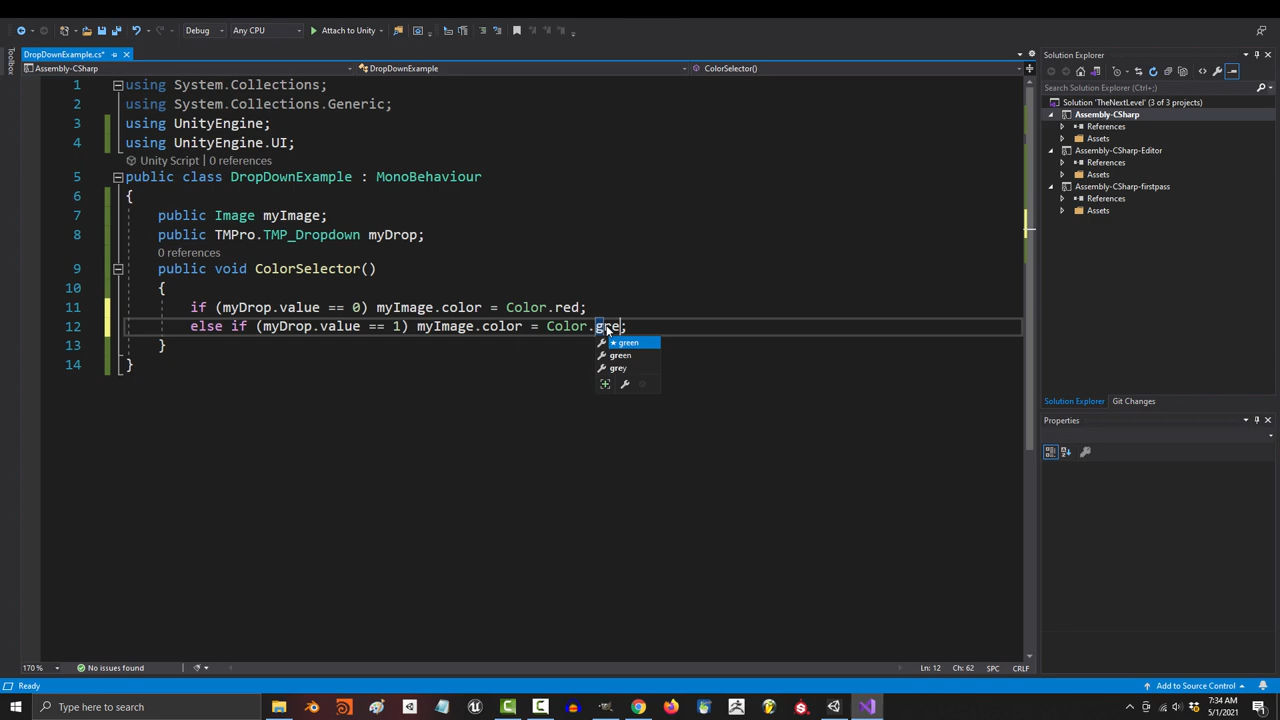 Debug
Any CPU
Attach to Unity
Toolbox
DropDownExample.cs*
Assembly-CSharp
DropDownExample
ColorSelector()
1 using System.Collections;
2 using System.Collections.Generic;
3 using UnityEngine;
4 using UnityEngine.UI;
Unity Script | 0 references
5 public class DropDownExample : MonoBehaviour
6 {
7 public Image myImage;
8 public TMPro.TMP_Dropdown myDrop;
0 references
9 public void ColorSelector()
10 {
11 if (myDrop.value == 0) myImage.color = Color.red;
12 else if (myDrop.value == 1) myImage.color = Color.gre;
13 }
14 }
★ green
green
grey
Solution Explorer
Search Solution Explorer (Ctrl+;)
Solution 'TheNextLevel' (3 of 3 projects)
Assembly-CSharp
References
Assets
Assembly-CSharp-Editor
References
Assets
Assembly-CSharp-firstpass
References
Assets
Solution Explorer
Git Changes
Properties
170 %
No issues found
Ln: 12
Ch: 62
SPC
CRLF
Ready
Add to Source Control
Type here to search
7:34 AM
5/1/2021